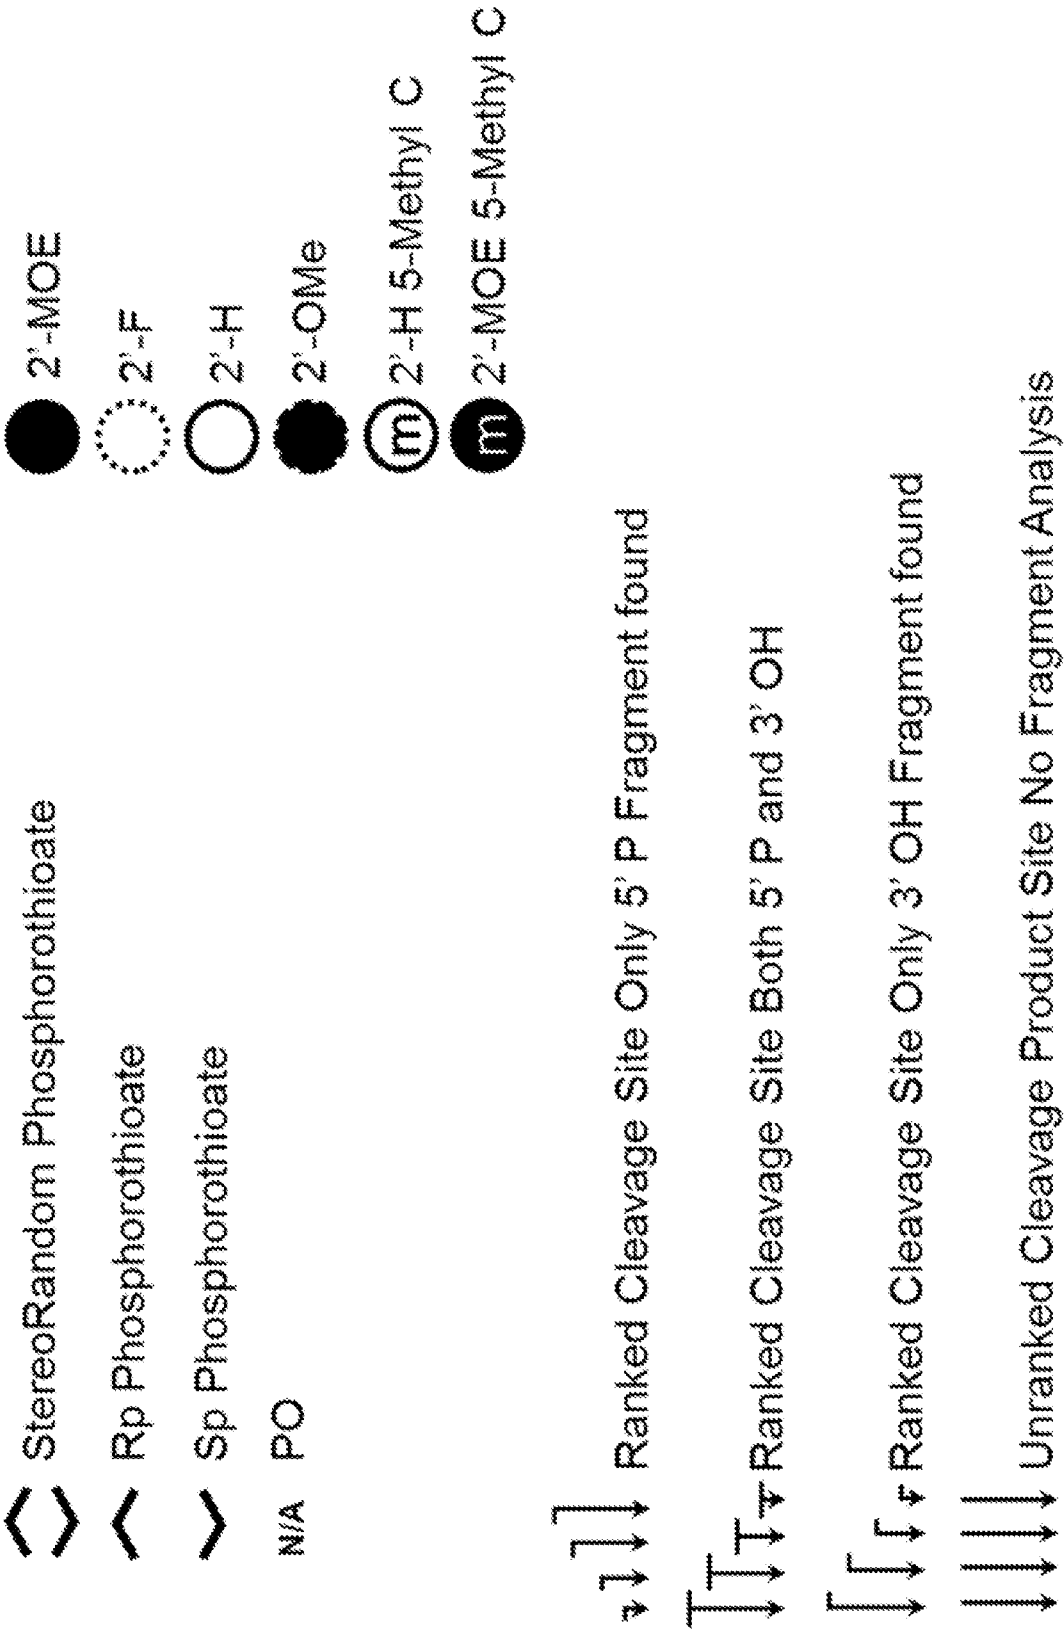 StereoRandom Phosphorothioate
Rp Phosphorothioate
Sp Phosphorothioate
N/A PO
2'-MOE
2'-F
2'-H
2'-OMe
m 2'-H 5-Methyl C
m 2'-MOE 5-Methyl C
Ranked Cleavage Site Only 5' P Fragment found
Ranked Cleavage Site Both 5' P and 3' OH
Ranked Cleavage Site Only 3' OH Fragment found
Unranked Cleavage Product Site No Fragment Analysis